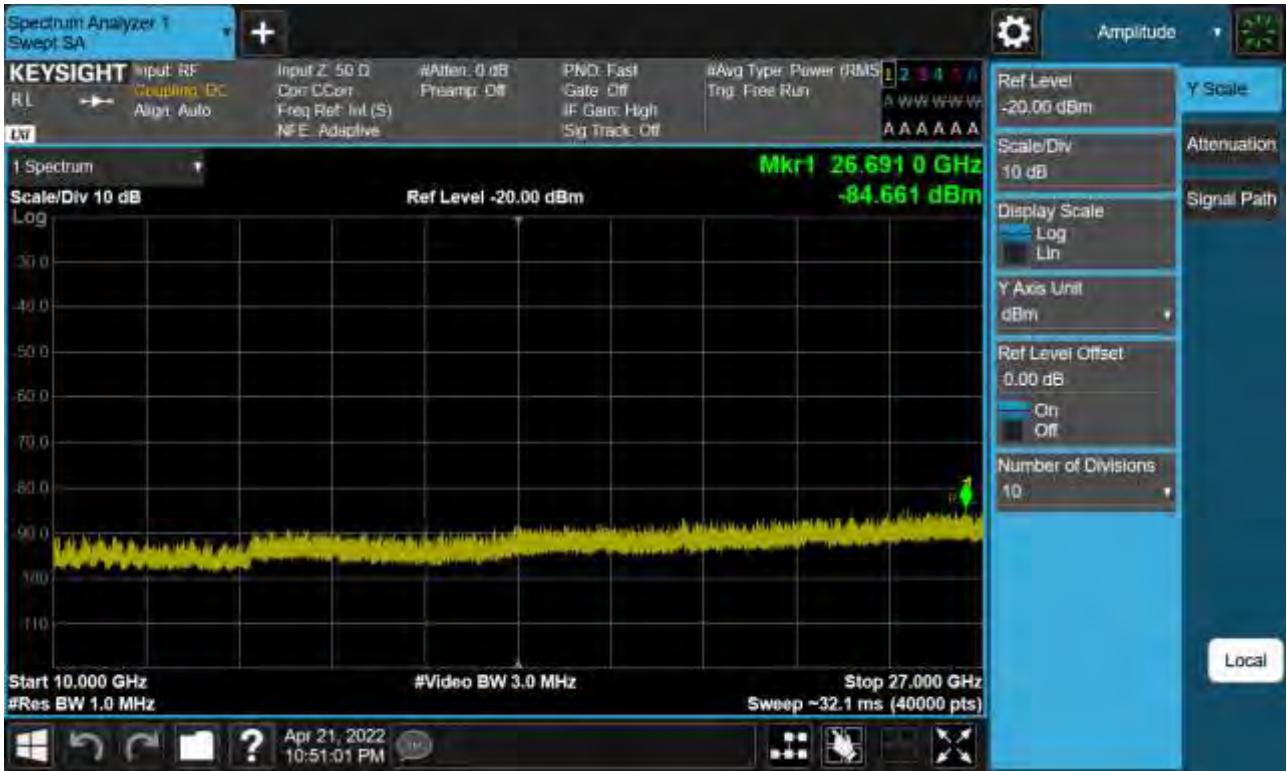 Spectrum Analyzer 1
Swept SA
+
Amplitude
KEYSIGHT
RL
LXI
Input: RF
Coupling: DC
Align: Auto
Input Z: 50 Ω
Corr CCorr
Freq Ref: Int (S)
NFE: Adaptive
#Atten: 0 dB
Preamp: Off
PNO: Fast
Gate: Off
IF Gain: High
Sig Track: Off
#Avg Type: Power (RMS
Trig: Free Run
1 2 3 4 5 6
A W W W W W
A A A A A A
1 Spectrum
Scale/Div 10 dB
Ref Level -20.00 dBm
Mkr1 26.691 0 GHz
-84.661 dBm
Log
-30.0
-40.0
-50.0
-60.0
-70.0
-80.0
-90.0
-100
-110
Start 10.000 GHz
#Video BW 3.0 MHz
Stop 27.000 GHz
#Res BW 1.0 MHz
Sweep ~32.1 ms (40000 pts)
Ref Level
-20.00 dBm
Scale/Div
10 dB
Display Scale
Log
Lin
Y Axis Unit
dBm
Ref Level Offset
0.00 dB
On
Off
Number of Divisions
10
Y Scale
Attenuation
Signal Path
Local
?
Apr 21, 2022
10:51:01 PM